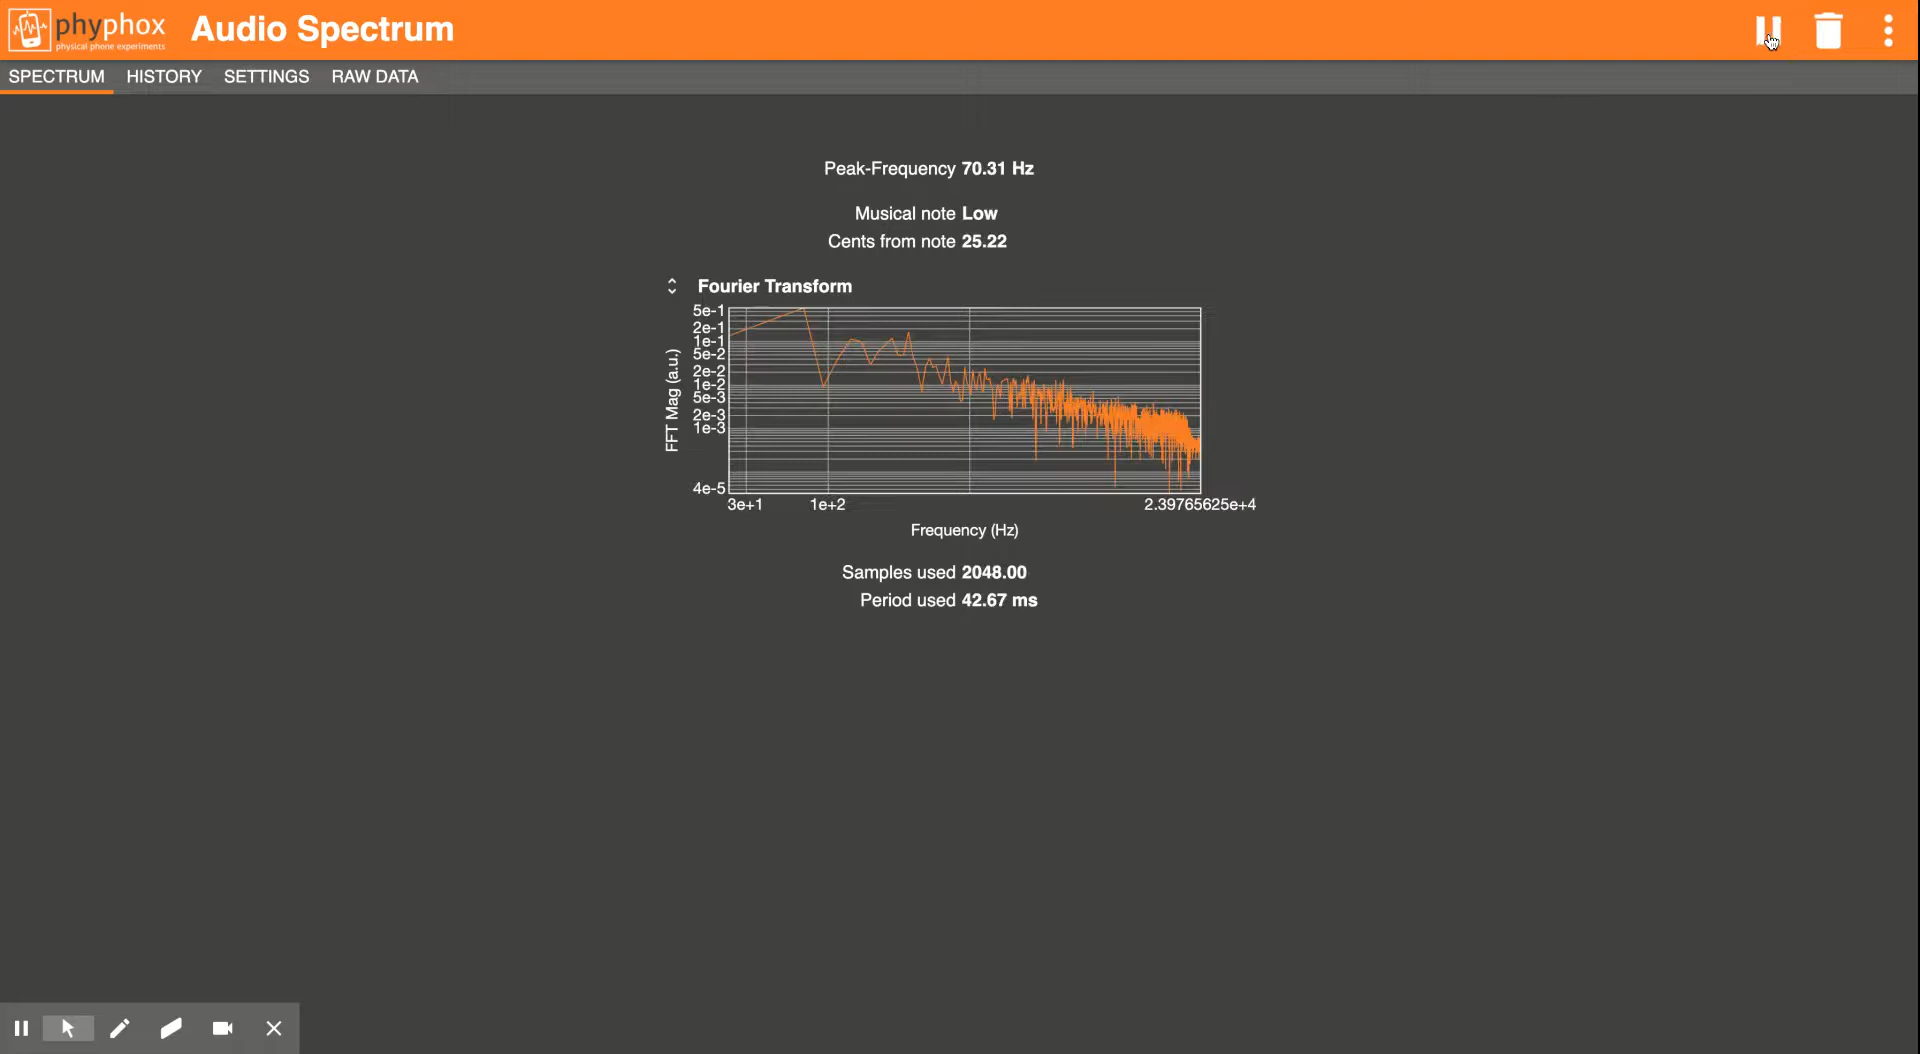 phyphox
physical phone experiments
Audio Spectrum
SPECTRUM HISTORY SETTINGS RAW DATA
Peak-Frequency 70.31 Hz
Musical note Low
Cents from note 25.22
Fourier Transform
5e-1
2e-1
1e-1
5e-2
2e-2
1e-2
5e-3
2e-3
1e-3
4e-5
FFT Mag (a.u.)
3e+1 1e+2 2.39765625e+4
Frequency (Hz)
Samples used 2048.00
Period used 42.67 ms